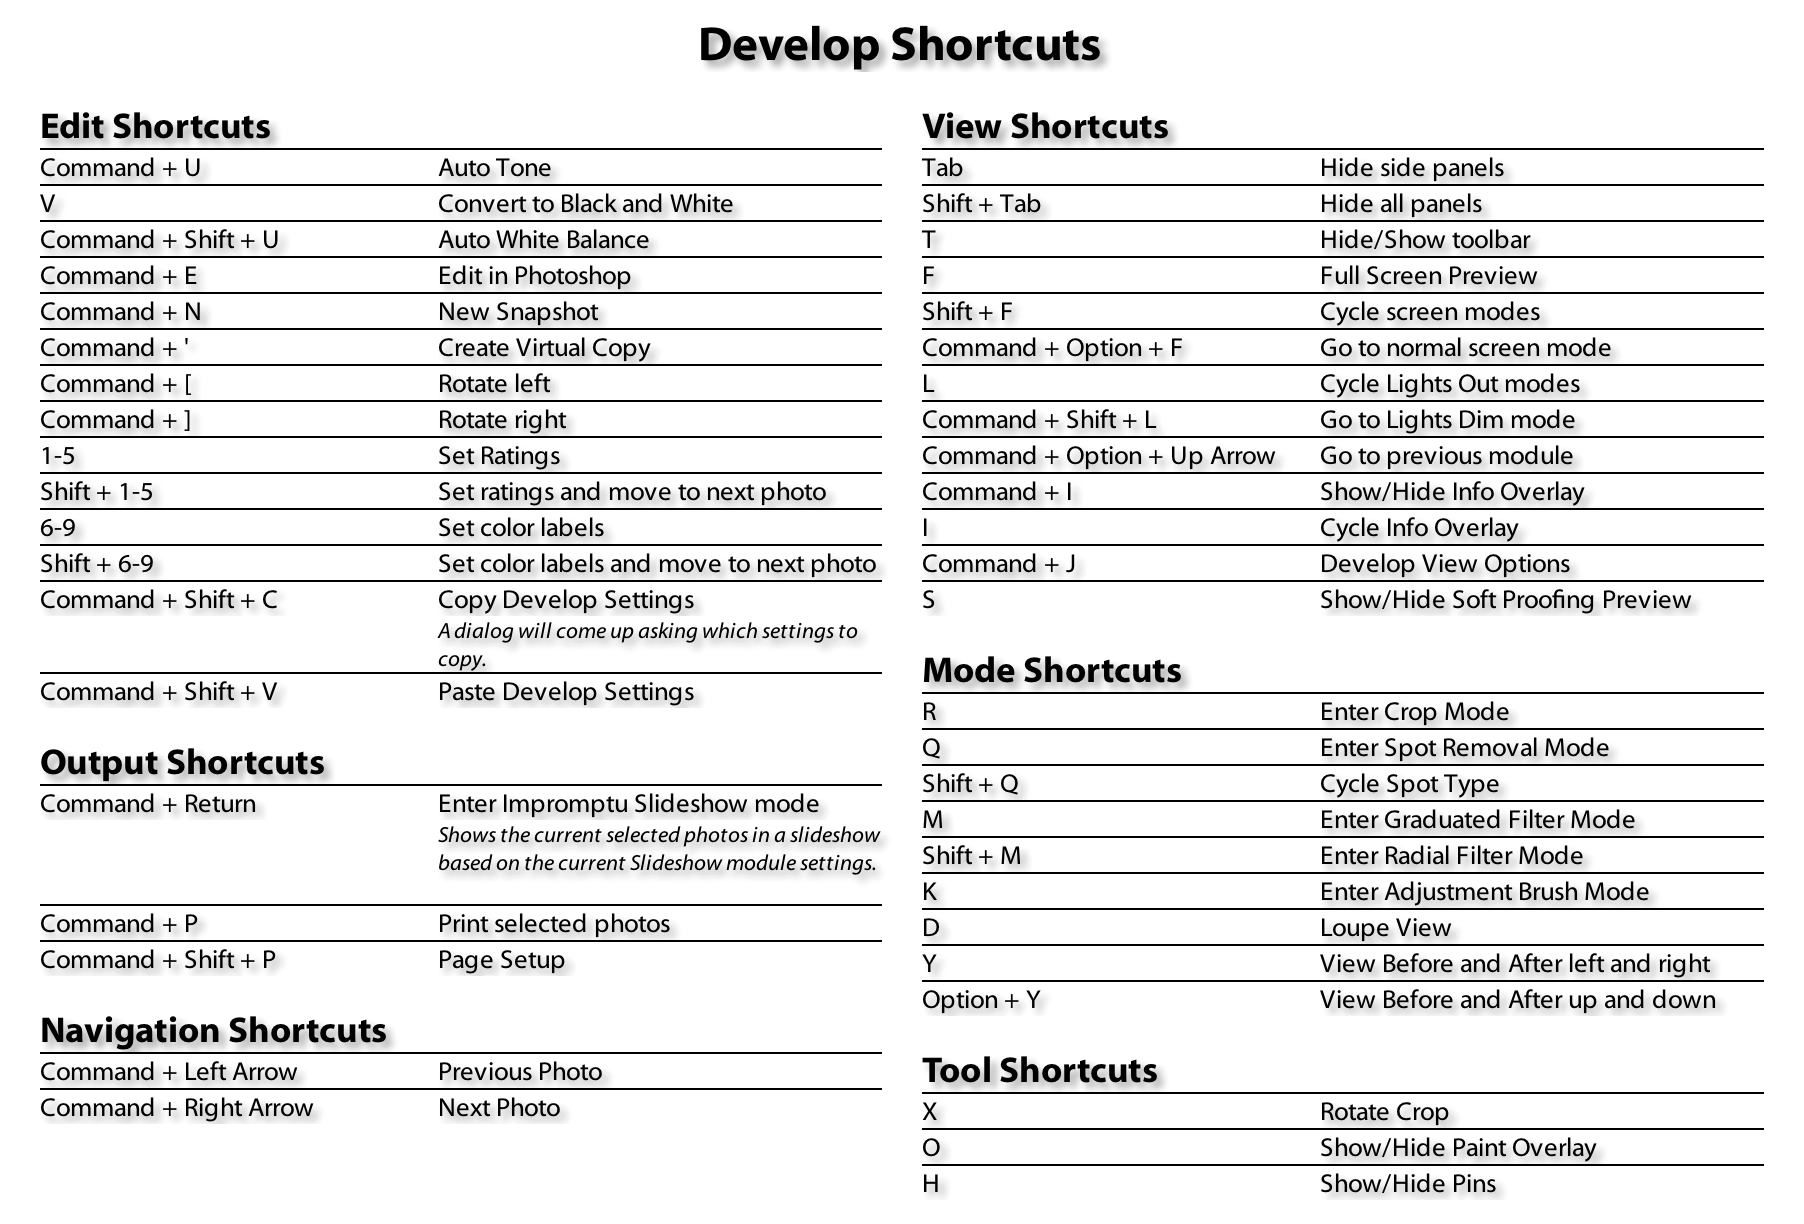 Develop Shortcuts
Edit Shortcuts
Command + U Auto Tone
V Convert to Black and White
Command + Shift + U Auto White Balance
Command + E Edit in Photoshop
Command + N New Snapshot
Command + ' Create Virtual Copy
Command + [ Rotate left
Command + ] Rotate right
1-5 Set Ratings
Shift + 1-5 Set ratings and move to next photo
6-9 Set color labels
Shift + 6-9 Set color labels and move to next photo
Command + Shift + C Copy Develop Settings
A dialog will come up asking which settings to
copy.
Command + Shift + V Paste Develop Settings
Output Shortcuts
Command + Return Enter Impromptu Slideshow mode
Shows the current selected photos in a slideshow
based on the current Slideshow module settings.
Command + P Print selected photos
Command + Shift + P Page Setup
Navigation Shortcuts
Command + Left Arrow Previous Photo
Command + Right Arrow Next Photo
View Shortcuts
Tab Hide side panels
Shift + Tab Hide all panels
T Hide/Show toolbar
F Full Screen Preview
Shift + F Cycle screen modes
Command + Option + F Go to normal screen mode
L Cycle Lights Out modes
Command + Shift + L Go to Lights Dim mode
Command + Option + Up Arrow Go to previous module
Command + I Show/Hide Info Overlay
I Cycle Info Overlay
Command + J Develop View Options
S Show/Hide Soft Proofing Preview
Mode Shortcuts
R Enter Crop Mode
Q Enter Spot Removal Mode
Shift + Q Cycle Spot Type
M Enter Graduated Filter Mode
Shift + M Enter Radial Filter Mode
K Enter Adjustment Brush Mode
D Loupe View
Y View Before and After left and right
Option + Y View Before and After up and down
Tool Shortcuts
X Rotate Crop
O Show/Hide Paint Overlay
H Show/Hide Pins